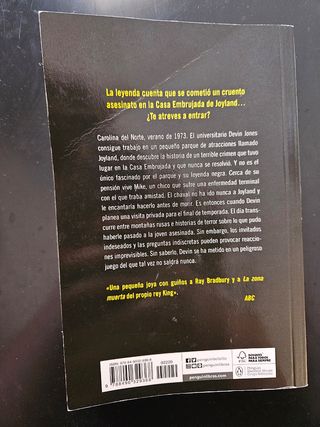 La leyenda cuenta que se cometió un cruento
asesinato en la Casa Embrujada de Joyland...
¿Te atreves a entrar?
Carolina del Norte, verano de 1973. El universitario Devin Jones
consigue trabajo en un pequeño parque de atracciones llamado
Joyland, donde descubre la historia de un terrible crimen que tuvo
lugar en la Casa Embrujada y que nunca se resolvió. Y no es el
único fascinado por el parque y su leyenda negra. Cerca de su
pensión vive Mike, un chico que sufre una enfermedad terminal
con el que traba amistad. El chaval no ha ido nunca a Joyland y
le encantaría hacerlo antes de morir. Es entonces cuando Devin
planea una visita privada para el final de temporada. El día trans-
curre entre montañas rusas e historias de terror sobre lo que pudo
haberle pasado a la joven asesinada. Sin embargo, los invitados
indeseados y las preguntas indiscretas pueden provocar reaccio-
nes imprevisibles. Sin saberlo, Devin se ha metido en un peligroso
juego del que tal vez no saldrá nunca.
«Una pequeña joya con guiños a Ray Bradbury y a La zona
muerta del propio rey King».
ABC
penguinlibros.com